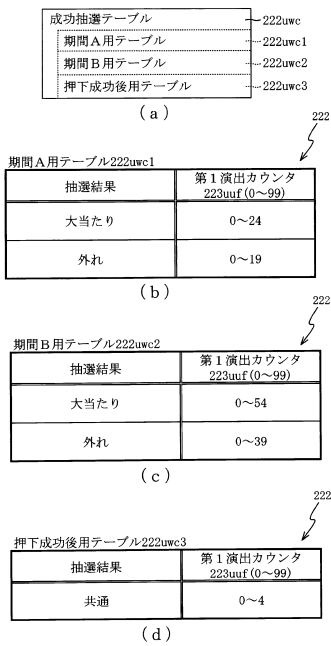 成功抽選テーブル 222uwc
期間A用テーブル 222uwc1
期間B用テーブル 222uwc2
押下成功後用テーブル 222uwc3
(a)
222
期間A用テーブル222uwc1
抽選結果 第1演出カウンタ
223uuf(0〜99)
大当たり 0〜24
外れ 0〜19
(b)
222
期間B用テーブル222uwc2
抽選結果 第1演出カウンタ
223uuf(0〜99)
大当たり 0〜54
外れ 0〜39
(c)
222
押下成功後用テーブル222uwc3
抽選結果 第1演出カウンタ
223uuf(0〜99)
共通 0〜4
(d)